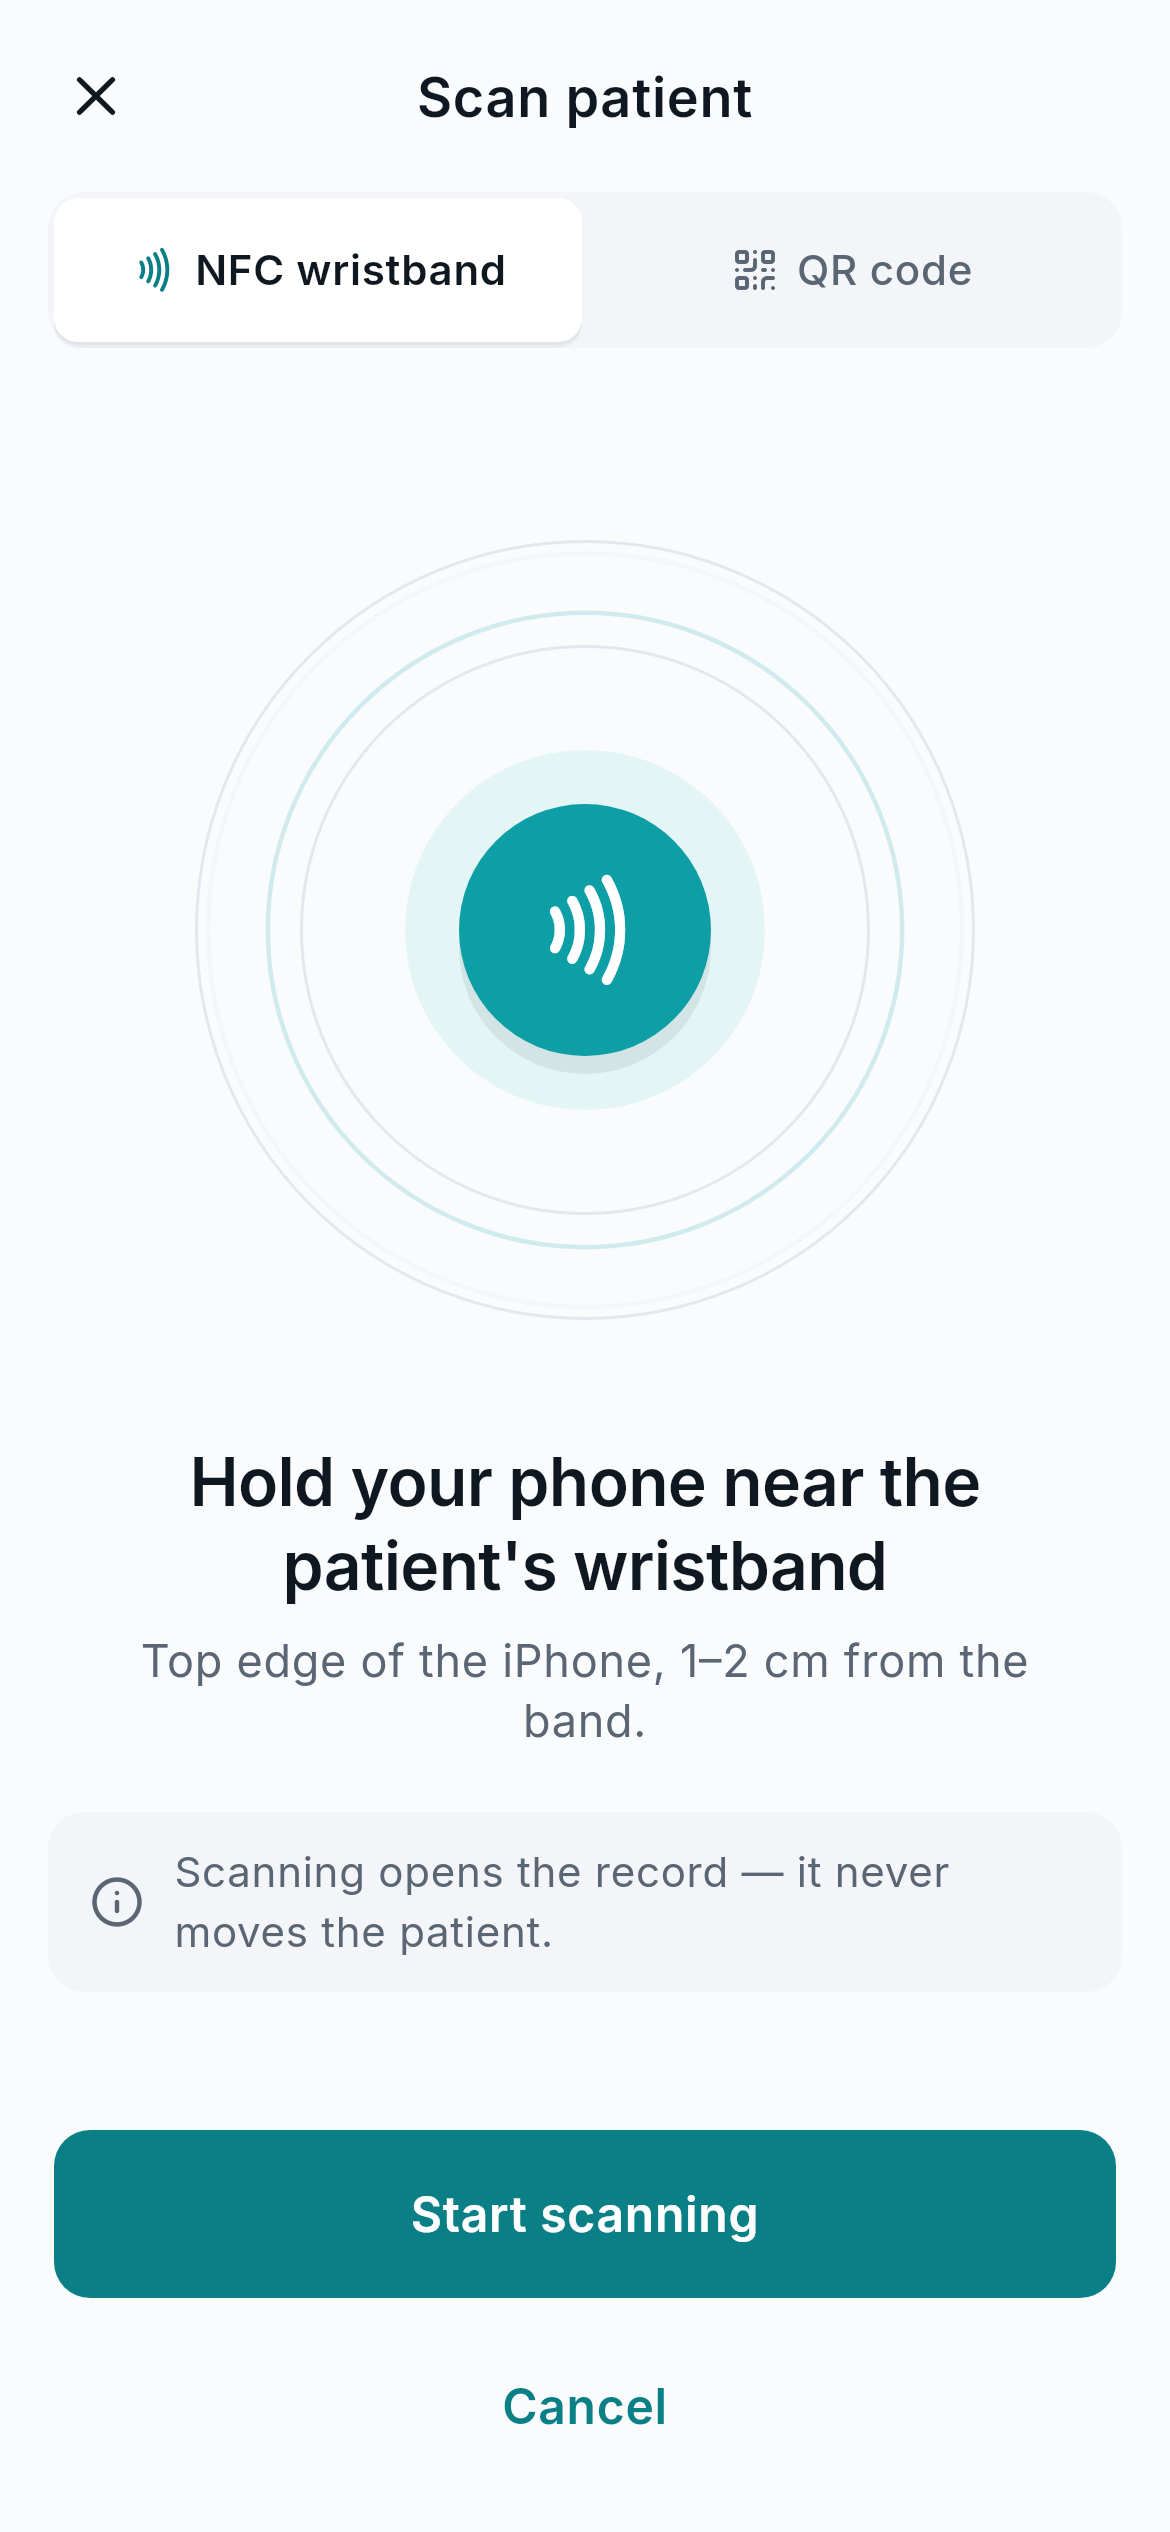 Scan patient
NFC wristband
QR code
Hold your phone near the
patient's wristband
Top edge of the iPhone, 1–2 cm from the
band.
Scanning opens the record — it never
moves the patient.
Start scanning
Cancel